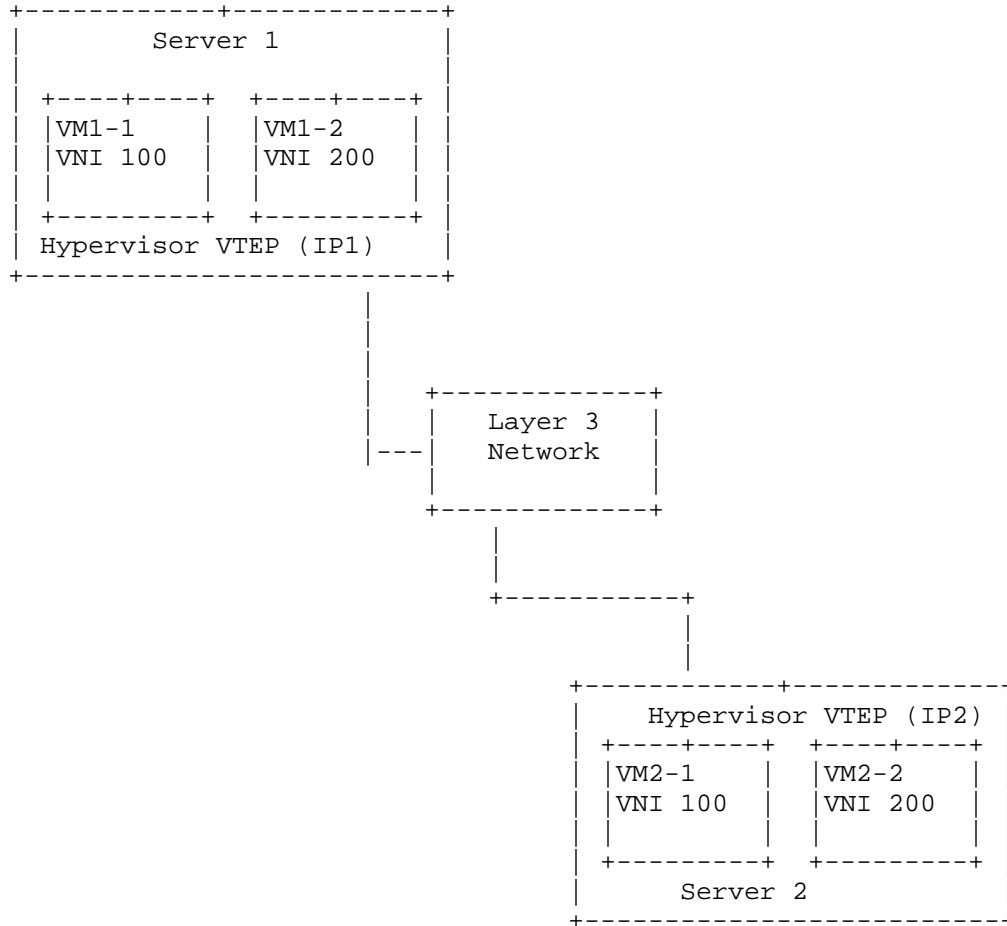 Server 1
VM1-1 VM1-2
VNI 100 VNI 200
Hypervisor VTEP (IP1)
Layer 3
Network
Hypervisor VTEP (IP2)
VM2-1 VM2-2
VNI 100 VNI 200
Server 2